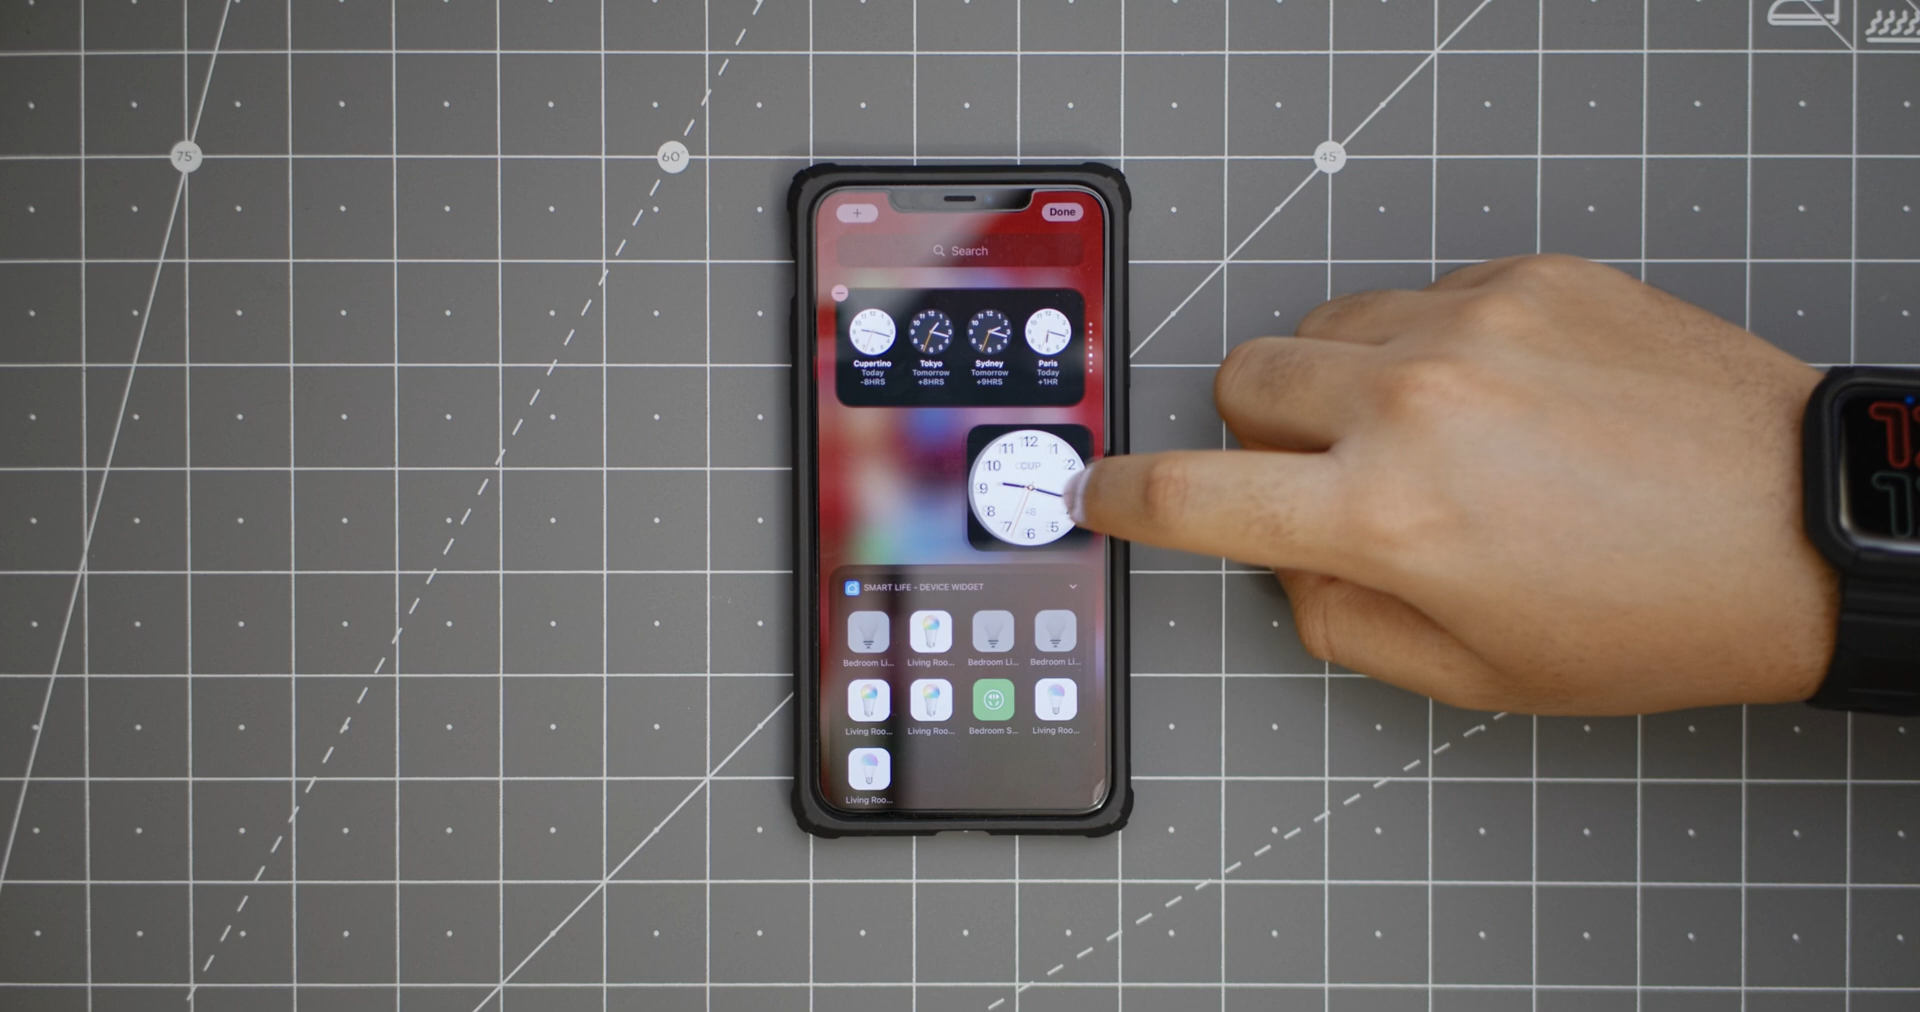 75°
60°
45°
+
Done
Search
Cupertino
Today
-8HRS
Tokyo
Tomorrow
+8HRS
Sydney
Tomorrow
+9HRS
Paris
Today
+1HR
12
11
1
10
CUP
2
9
8
5
7
6
SMART LIFE - DEVICE WIDGET
Bedroom Li...
Living Roo...
Bedroom Li...
Bedroom Li...
Living Roo...
Living Roo...
Bedroom S...
Living Roo...
Living Roo...